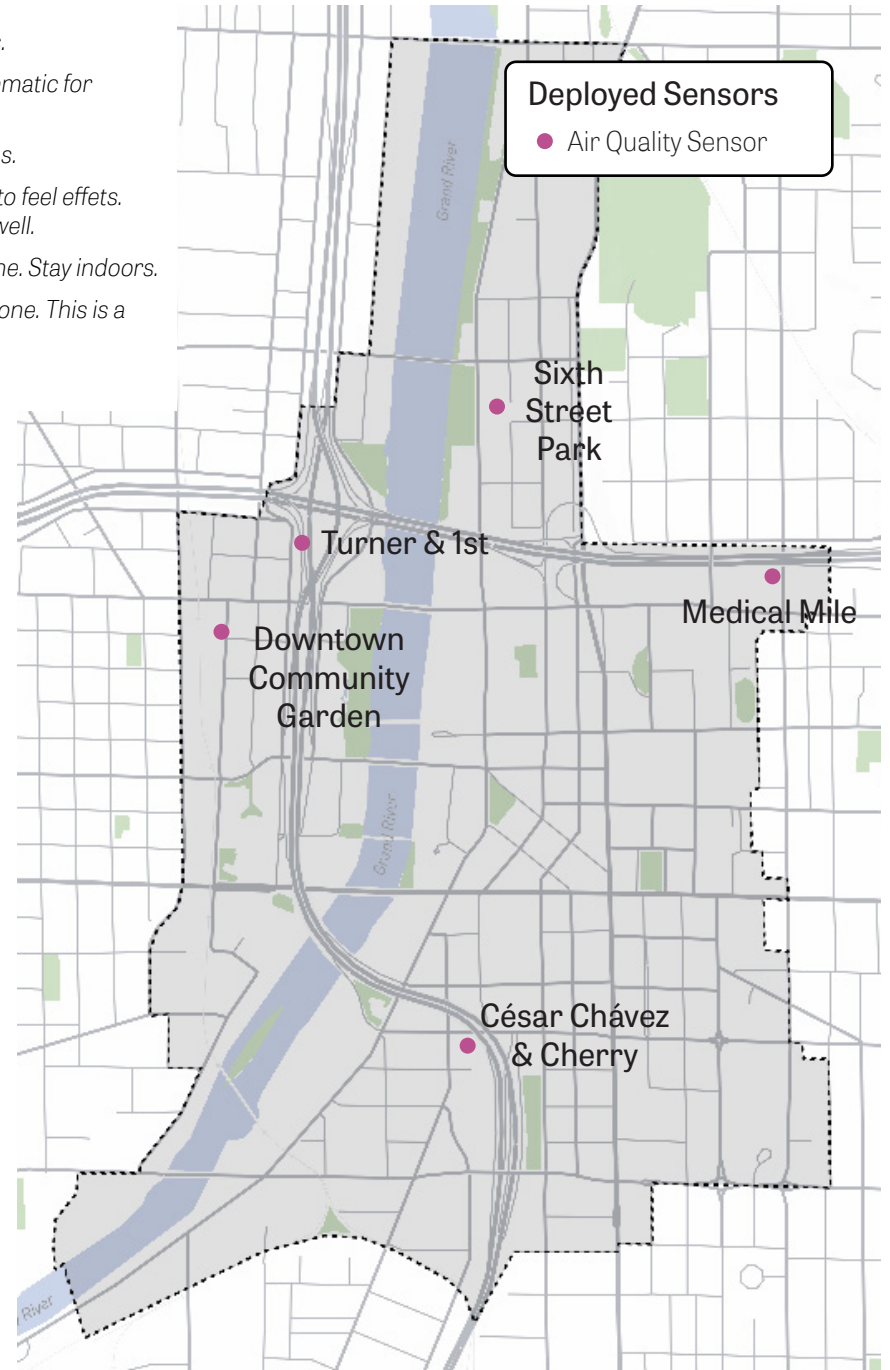 s.
matic for
s.
to feel effets.
well.
ne. Stay indoors.
one. This is a
Deployed Sensors
Air Quality Sensor
Grand River
Sixth
Street
Park
Turner & 1st
Medical Mile
Downtown
Community
Garden
Grand River
César Chávez
& Cherry
River